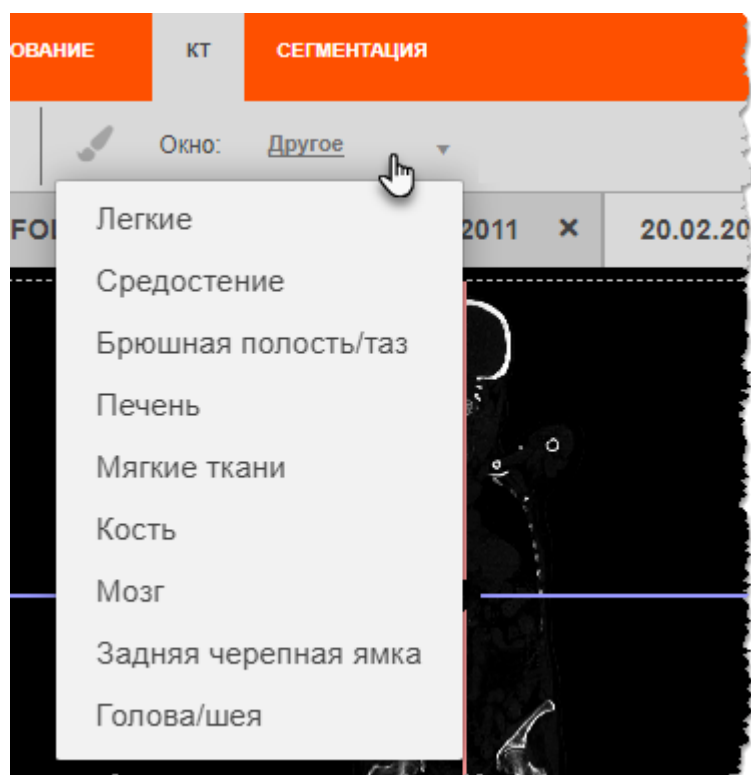 ОВАНИЕ КТ СЕГМЕНТАЦИЯ
Окно: Другое
FOL 2011 × 20.02.20
Легкие
Средостение
Брюшная полость/таз
Печень
Мягкие ткани
Кость
Мозг
Задняя черепная ямка
Голова/шея